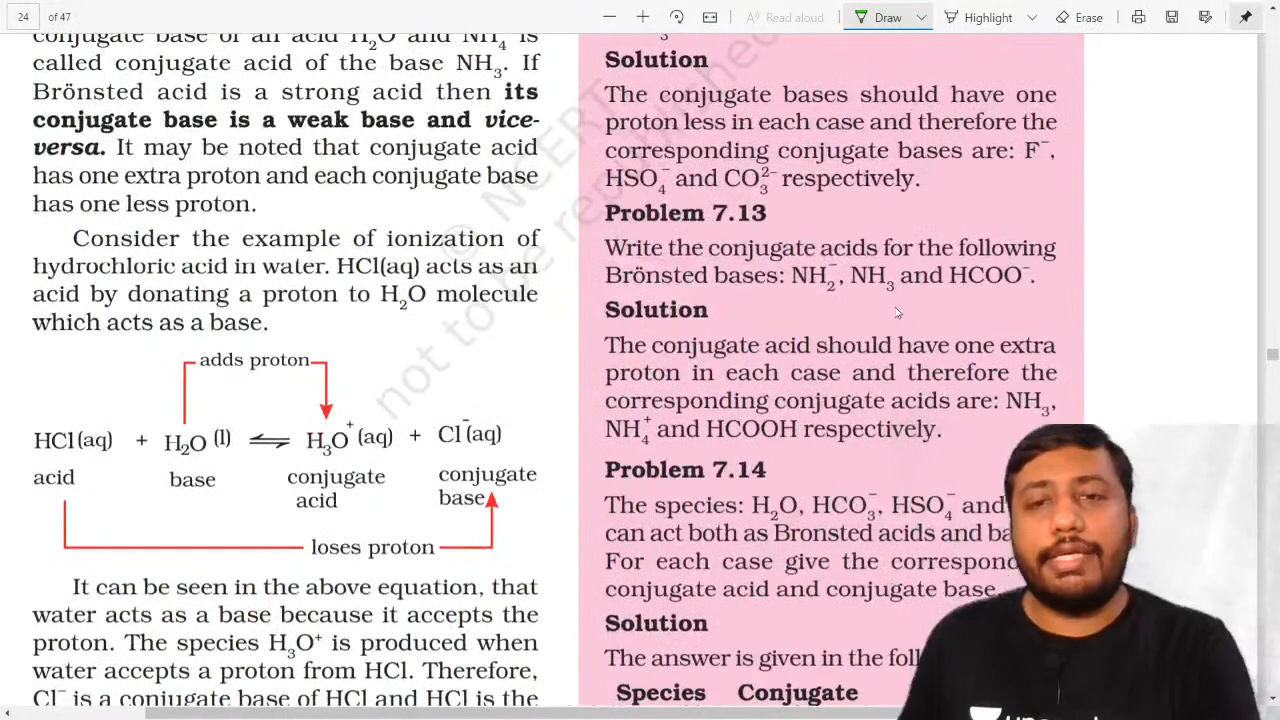 24 of 47
Read aloud
Draw
Highlight
Erase
conjugate base of an acid H₂O and NH₄ is
called conjugate acid of the base NH₃. If
Brönsted acid is a strong acid then its
conjugate base is a weak base and vice-
versa. It may be noted that conjugate acid
has one extra proton and each conjugate base
has one less proton.
Consider the example of ionization of
hydrochloric acid in water. HCl(aq) acts as an
acid by donating a proton to H₂O molecule
which acts as a base.
adds proton
HCl (aq) + H₂O (l) ⇌ H₃O⁺ (aq) + Cl⁻ (aq)
acid base conjugate acid conjugate base
loses proton
It can be seen in the above equation, that
water acts as a base because it accepts the
proton. The species H₃O⁺ is produced when
water accepts a proton from HCl. Therefore,
Cl⁻ is a conjugate base of HCl and HCl is the
Solution
The conjugate bases should have one
proton less in each case and therefore the
corresponding conjugate bases are: F⁻,
HSO₄⁻ and CO₃²⁻ respectively.
Problem 7.13
Write the conjugate acids for the following
Brönsted bases: NH₂⁻, NH₃ and HCOO⁻.
Solution
The conjugate acid should have one extra
proton in each case and therefore the
corresponding conjugate acids are: NH₃,
NH₄⁺ and HCOOH respectively.
Problem 7.14
The species: H₂O, HCO₃⁻, HSO₄⁻ and
can act both as Bronsted acids and ba
For each case give the correspond
conjugate acid and conjugate base.
Solution
The answer is given in the foll
Species Conjugate
© NCERT
not to be republished